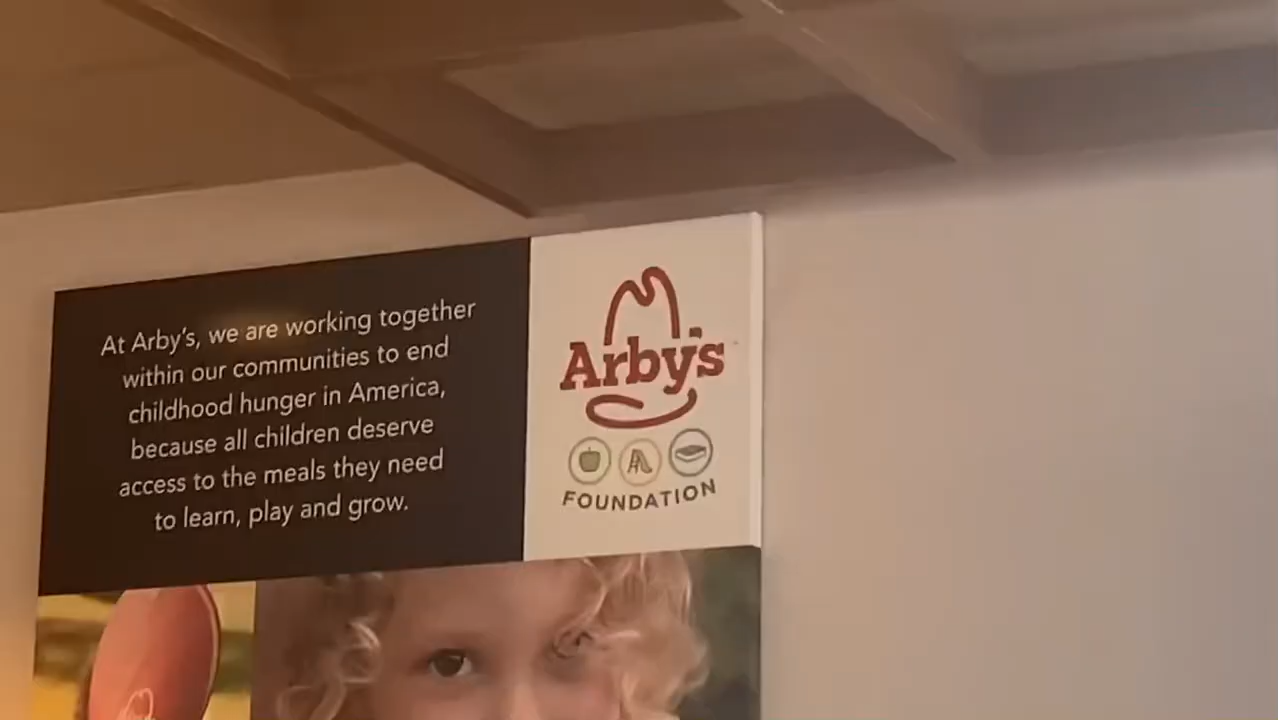 At Arby's, we are working together
within our communities to end
childhood hunger in America,
because all children deserve
access to the meals they need
to learn, play and grow.
Arby's
FOUNDATION